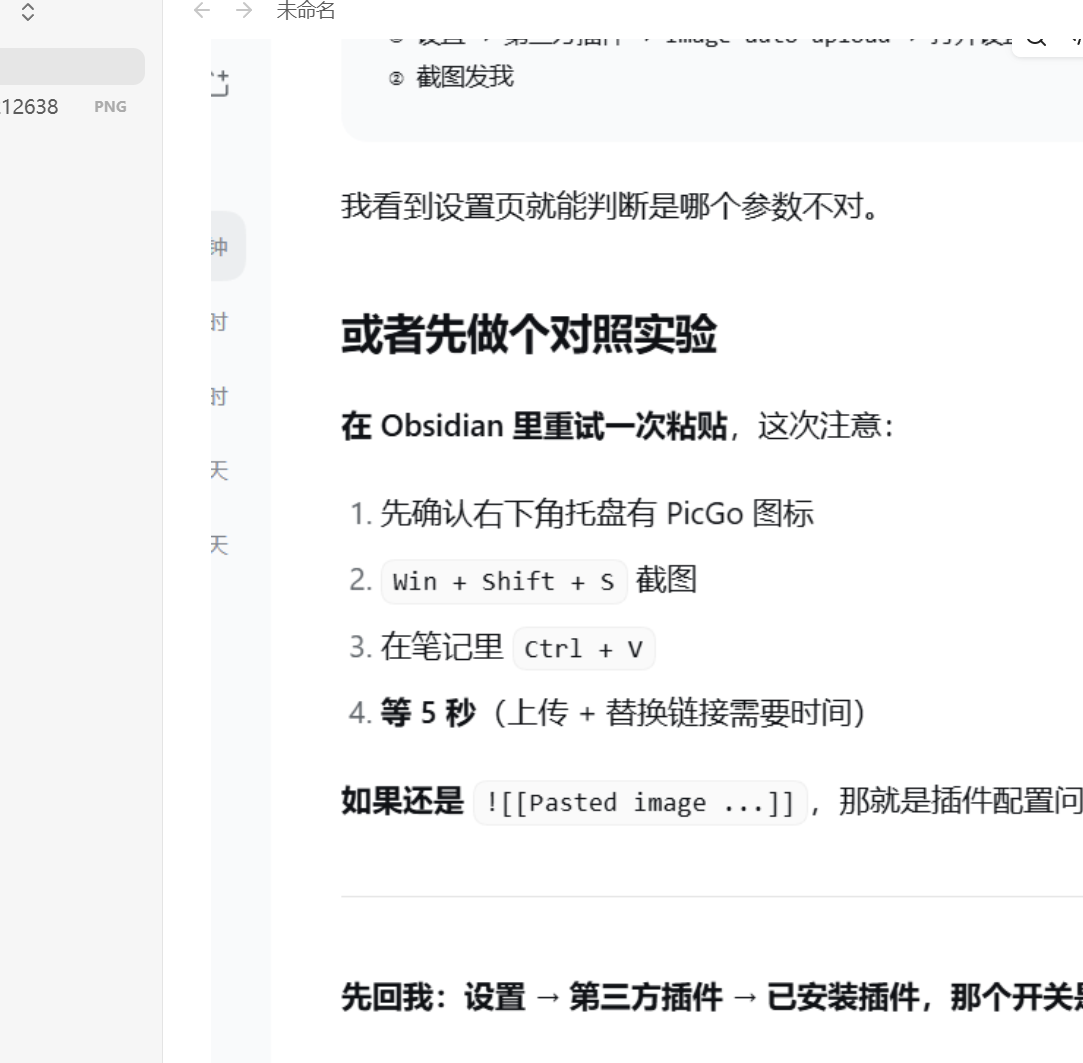 未命名
12638 PNG
② 截图发我
我看到设置页就能判断是哪个参数不对。
钟
或者先做个对照实验
时
时
在 Obsidian 里重试一次粘贴，这次注意：
天
1. 先确认右下角托盘有 PicGo 图标
天
2. Win + Shift + S 截图
3. 在笔记里 Ctrl + V
4. 等 5 秒（上传 + 替换链接需要时间）
如果还是 ![[Pasted image ...]]，那就是插件配置问
先回我：设置 → 第三方插件 → 已安装插件，那个开关是